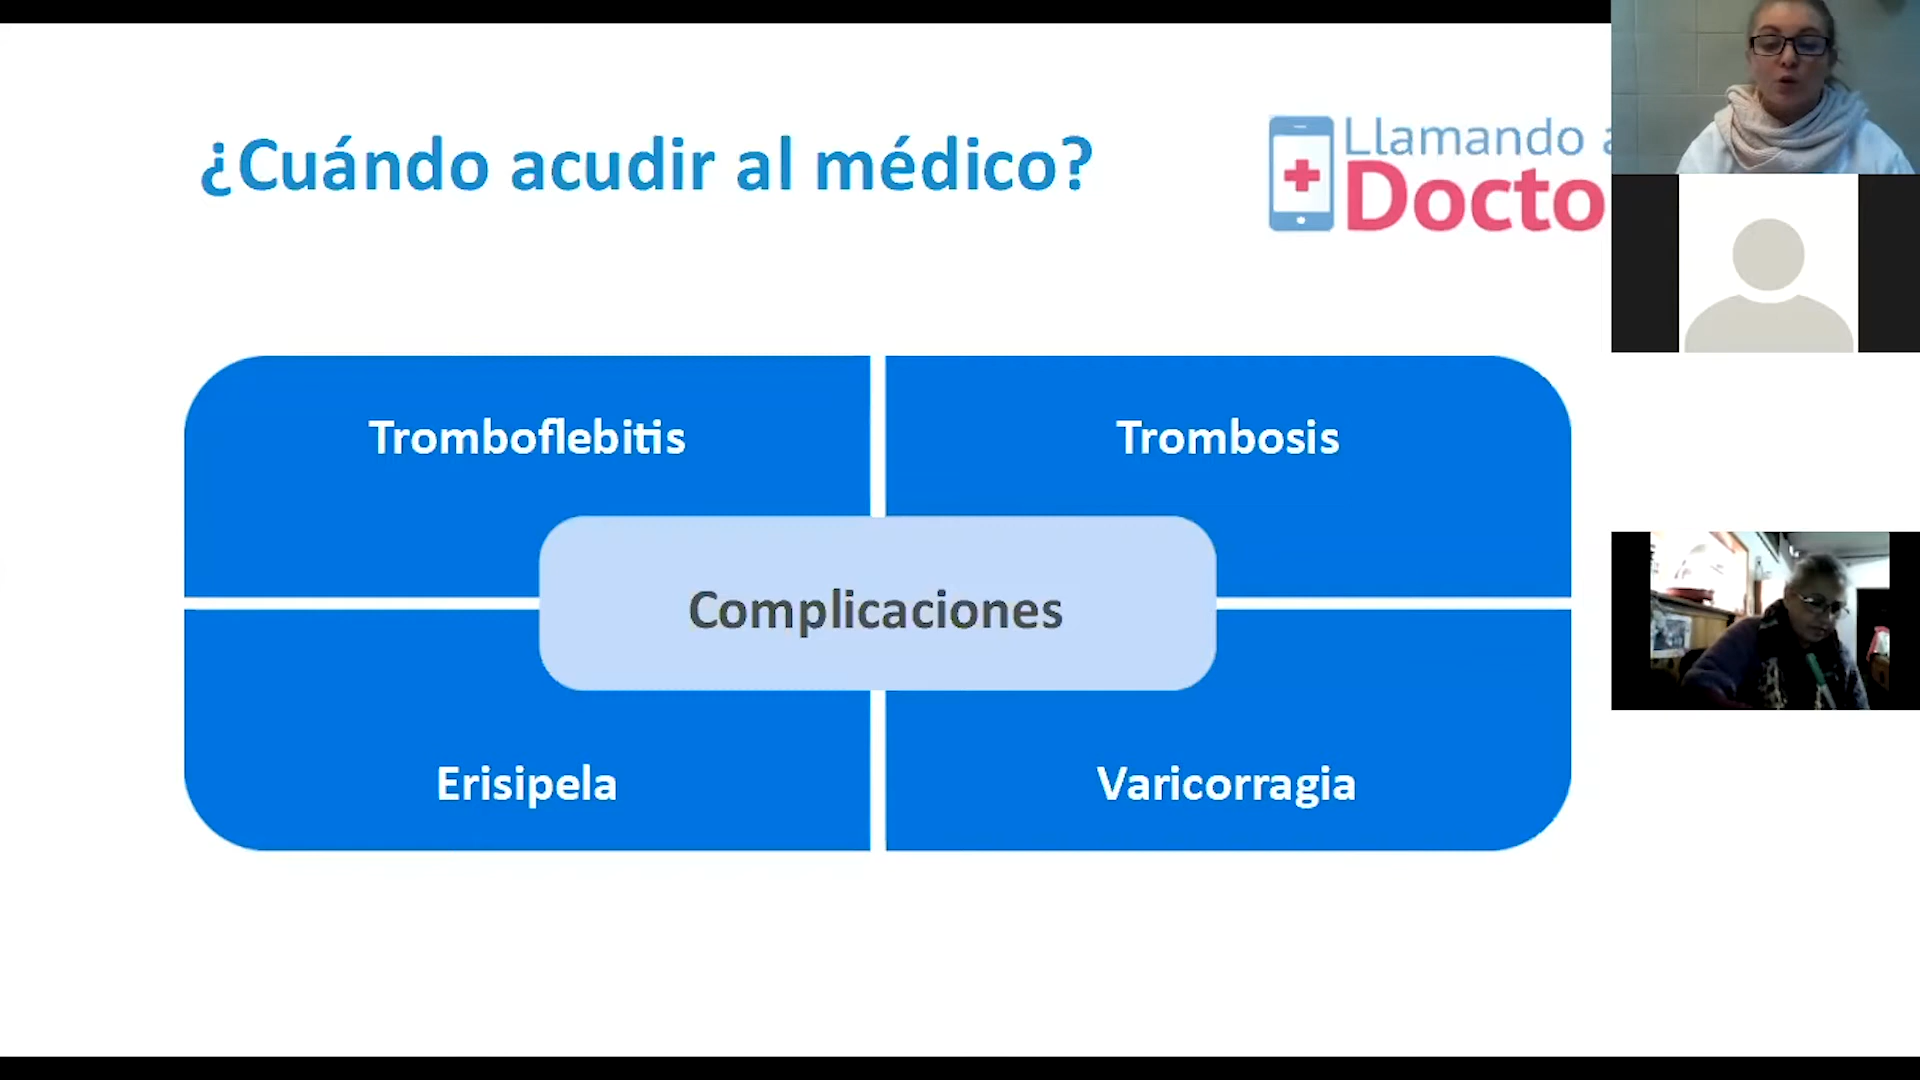 ¿Cuándo acudir al médico?
Llamando a
Docto
Tromboflebitis
Trombosis
Complicaciones
Erisipela
Varicorragia